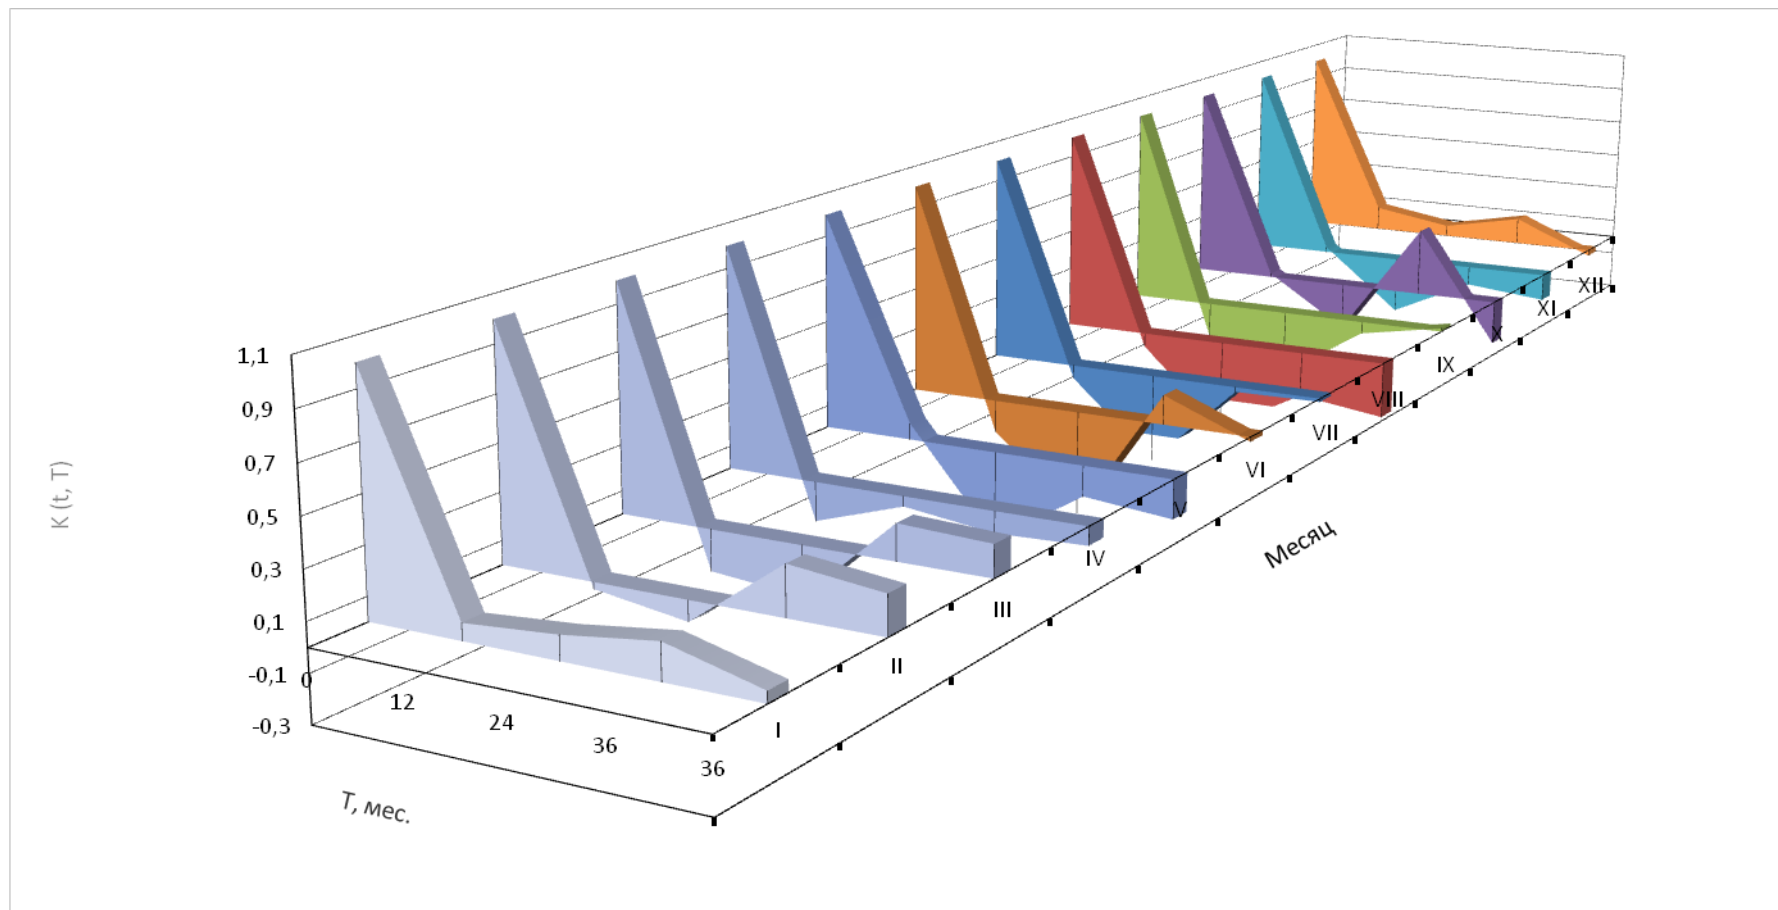 1,1
0,9
0,7
0,5
0,3
0,1
-0,1
-0,3
K (t, T)
0
12
24
36
36
T, мес.
I
II
III
IV
V
VI
VII
VIII
IX
X
XI
XII
Месяц